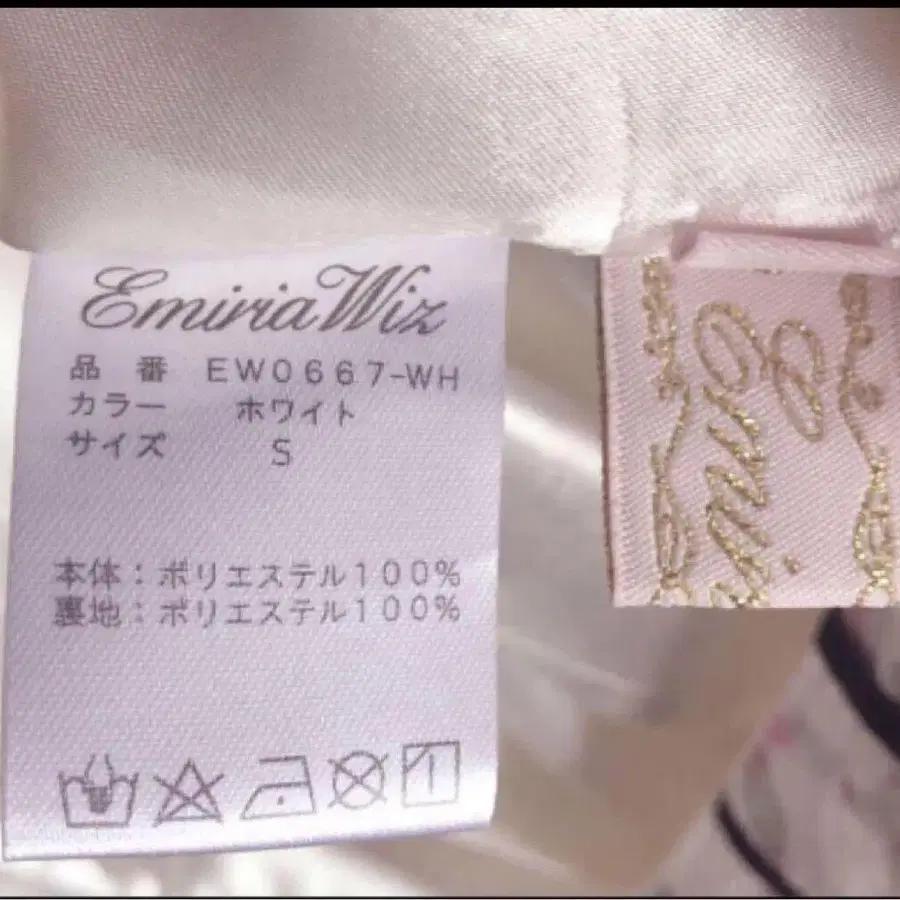 EmiriaWiz
品 番 EW0667-WH
カラー ホワイト
サイズ S
本体：ポリエステル100%
裏地：ポリエステル100%
Emi